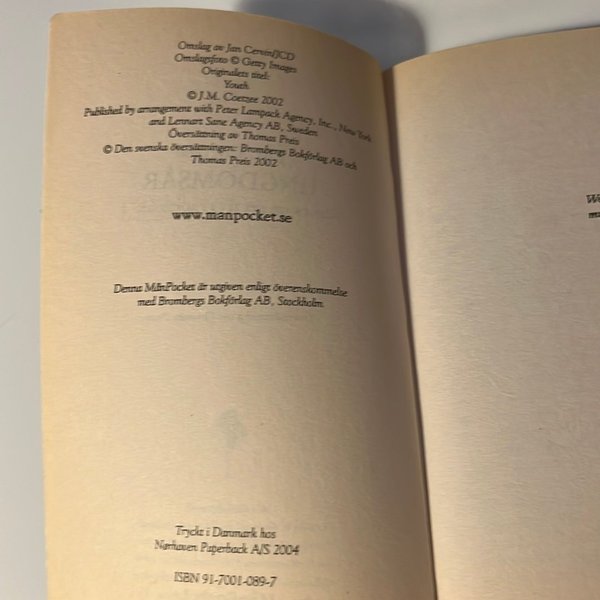 Omslag av Jan Cervin/JCD
Omslagsfoto © Getty Images
Originalets titel:
Youth
© J.M. Coetzee 2002
Published by arrangement with Peter Lampack Agency, Inc., New York
and Lennart Sane Agency AB, Sweden
Översättning av Thomas Preis
© Den svenska översättningen: Brombergs Bokförlag AB och
Thomas Preis 2002
www.manpocket.se
Denna MånPocket är utgiven enligt överenskommelse
med Brombergs Bokförlag AB, Stockholm
Tryckt i Danmark hos
Nørhaven Paperback A/S 2004
ISBN 91-7001-089-7